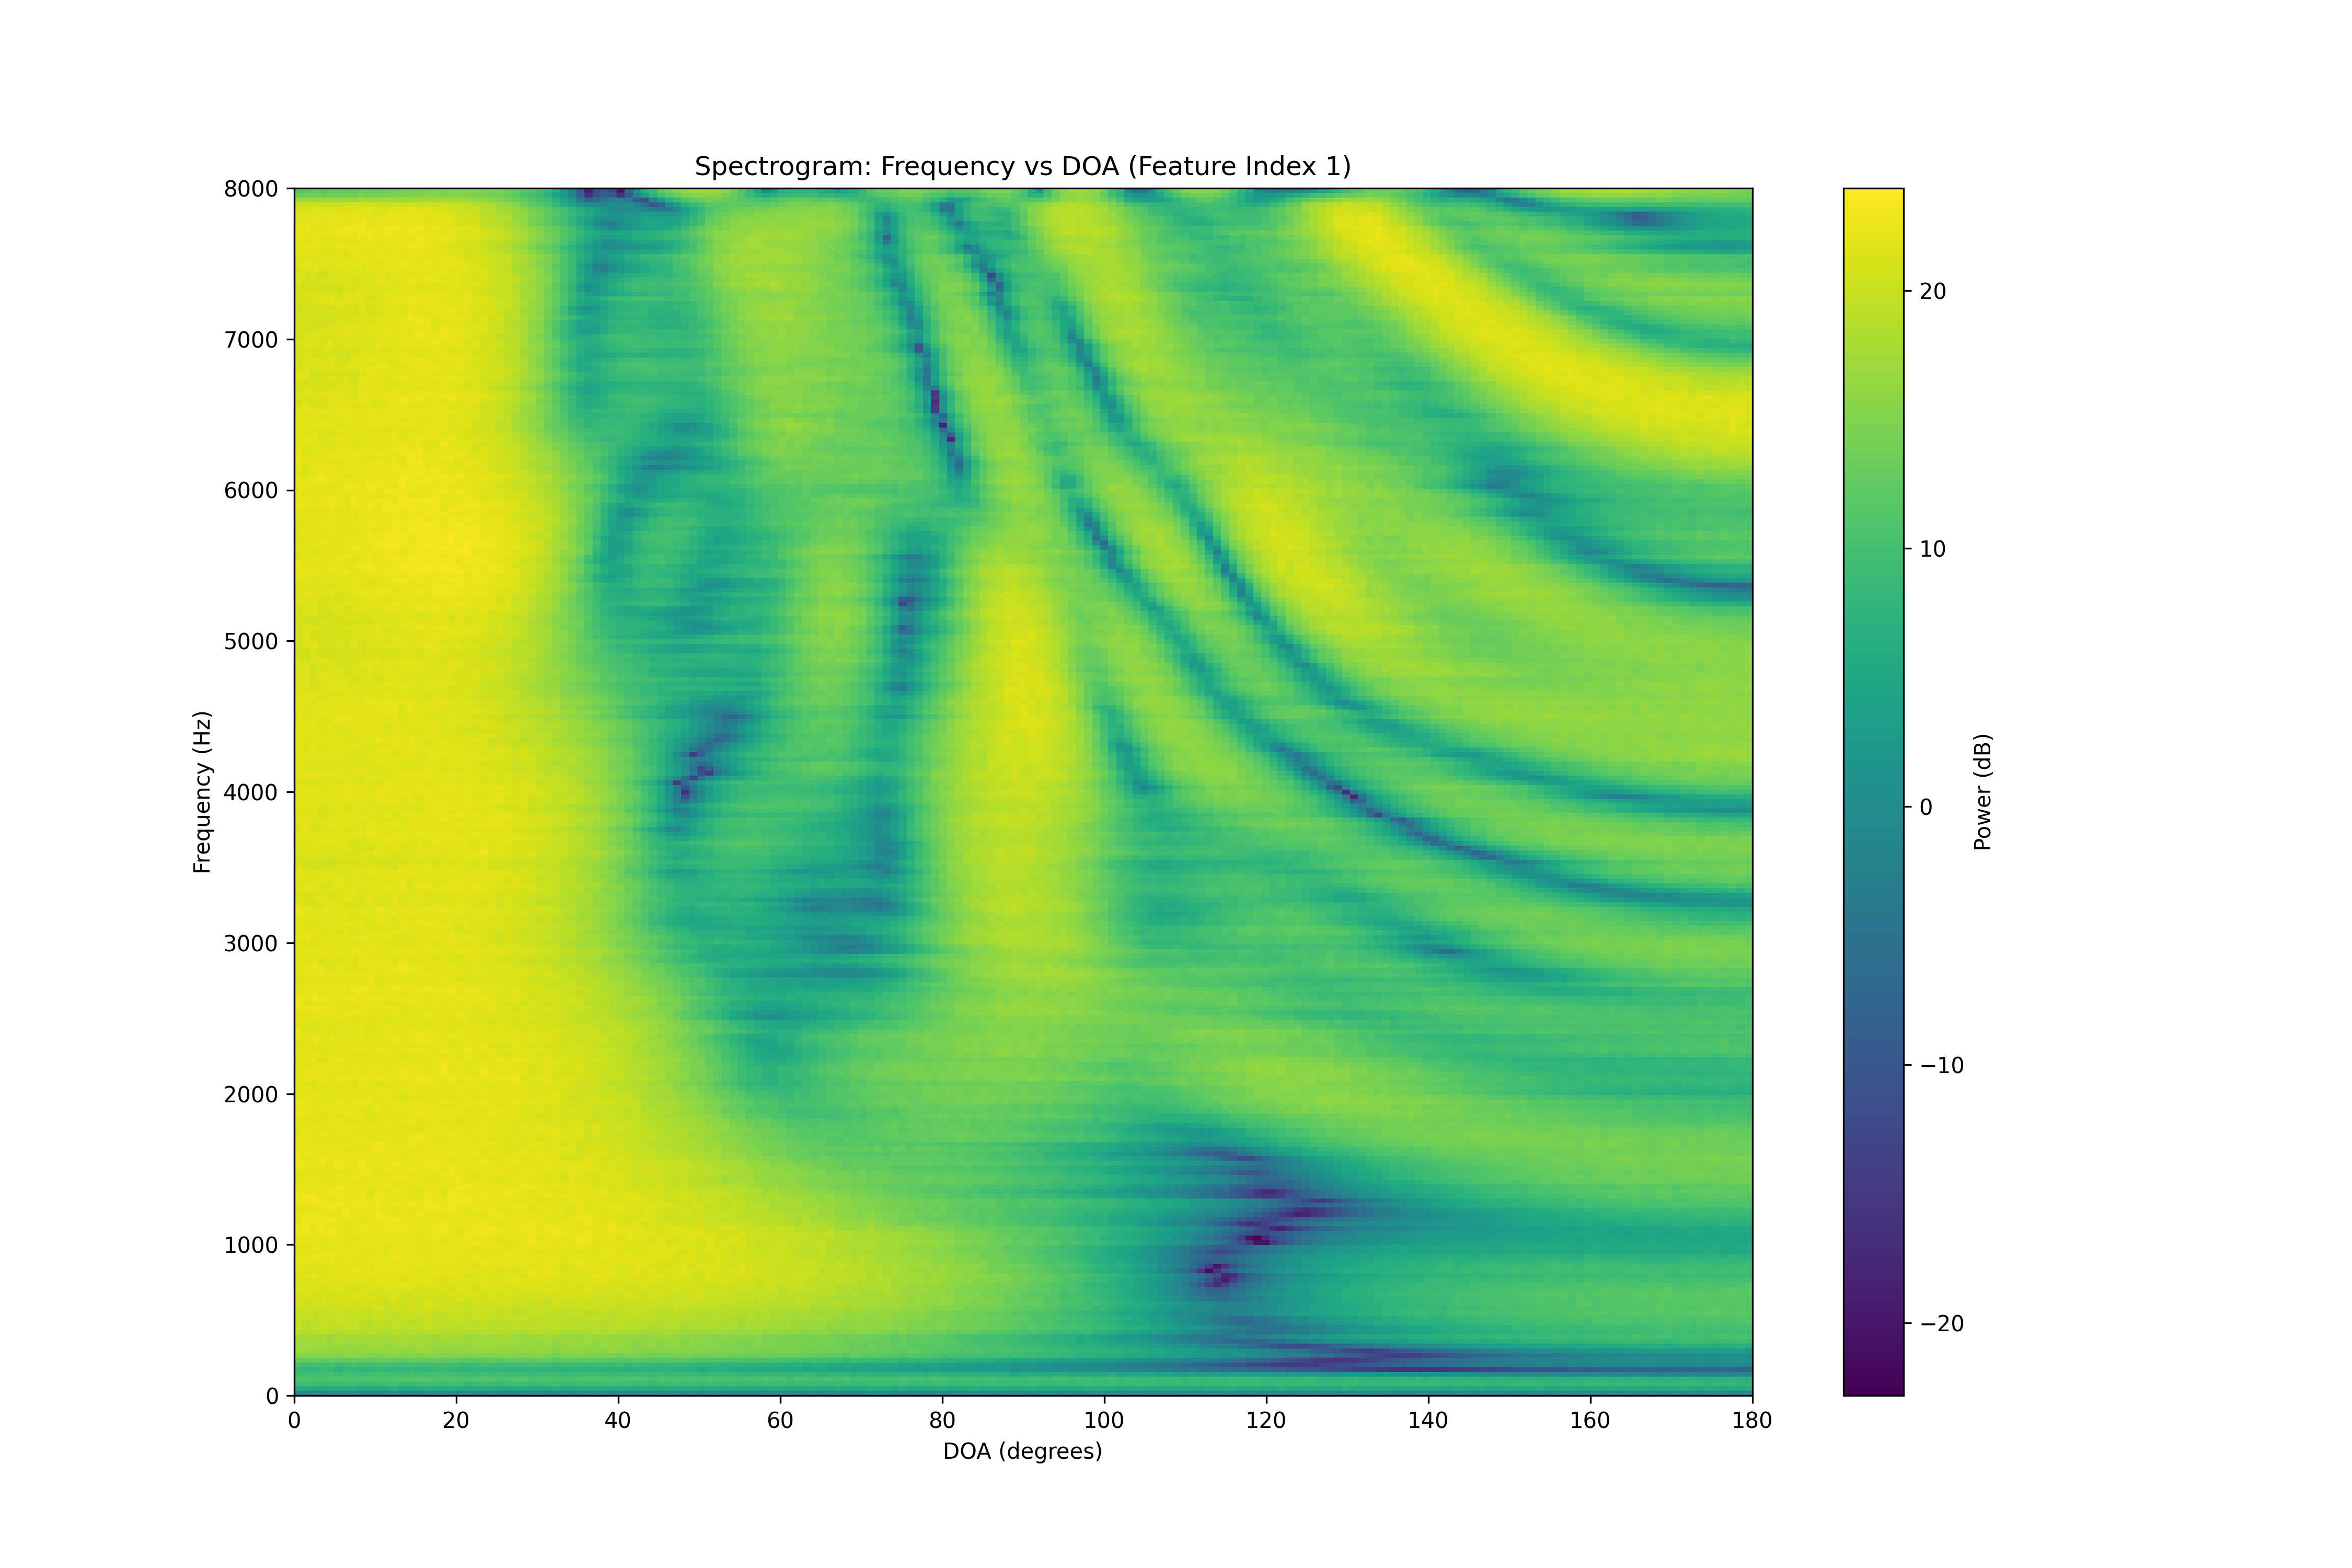 Spectrogram: Frequency vs DOA (Feature Index 1)
8000
7000
6000
5000
4000
3000
2000
1000
0
Frequency (Hz)
0 20 40 60 80 100 120 140 160 180
DOA (degrees)
20
10
0
−10
−20
Power (dB)